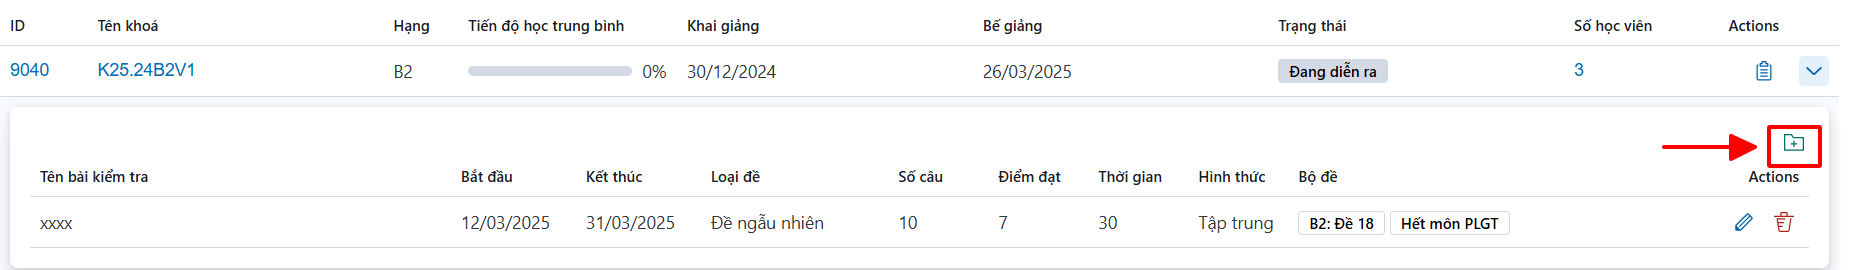 ID Tên khoá Hạng Tiến độ học trung bình Khai giảng Bế giảng Trạng thái Số học viên Actions
9040 K25.24B2V1 B2 0% 30/12/2024 26/03/2025 Đang diễn ra 3
Tên bài kiểm tra Bắt đầu Kết thúc Loại đề Số câu Điểm đạt Thời gian Hình thức Bộ đề Actions
xxxx 12/03/2025 31/03/2025 Đề ngẫu nhiên 10 7 30 Tập trung B2: Đề 18 Hết môn PLGT